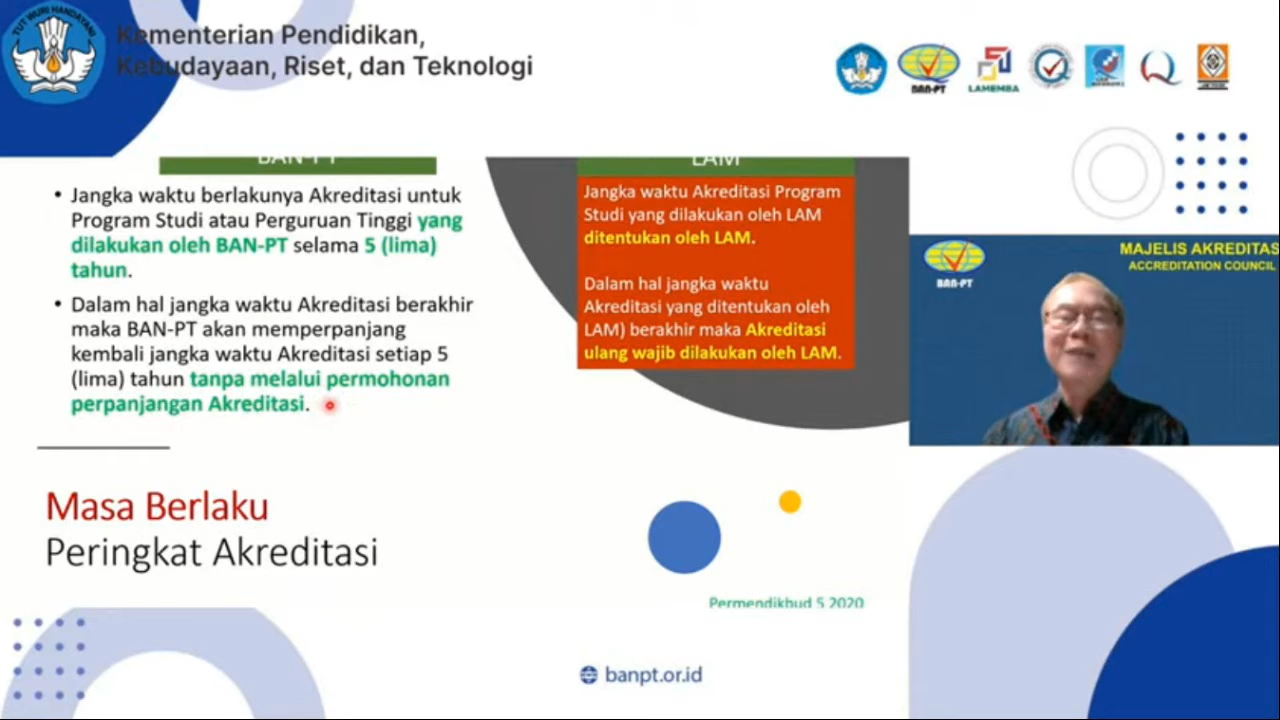 TUT WURI HANDAYANI
Kementerian Pendidikan,
Kebudayaan, Riset, dan Teknologi
BAN-PT
LAMEMBA
BAN-PT
LAM
• Jangka waktu berlakunya Akreditasi untuk
Program Studi atau Perguruan Tinggi yang
dilakukan oleh BAN-PT selama 5 (lima)
tahun.
• Dalam hal jangka waktu Akreditasi berakhir
maka BAN-PT akan memperpanjang
kembali jangka waktu Akreditasi setiap 5
(lima) tahun tanpa melalui permohonan
perpanjangan Akreditasi.
Jangka waktu Akreditasi Program
Studi yang dilakukan oleh LAM
ditentukan oleh LAM.
Dalam hal jangka waktu
Akreditasi yang ditentukan oleh
LAM) berakhir maka Akreditasi
ulang wajib dilakukan oleh LAM.
BAN-PT
MAJELIS AKREDITAS
ACCREDITATION COUNCIL
Masa Berlaku
Peringkat Akreditasi
Permendikbud 5 2020
banpt.or.id